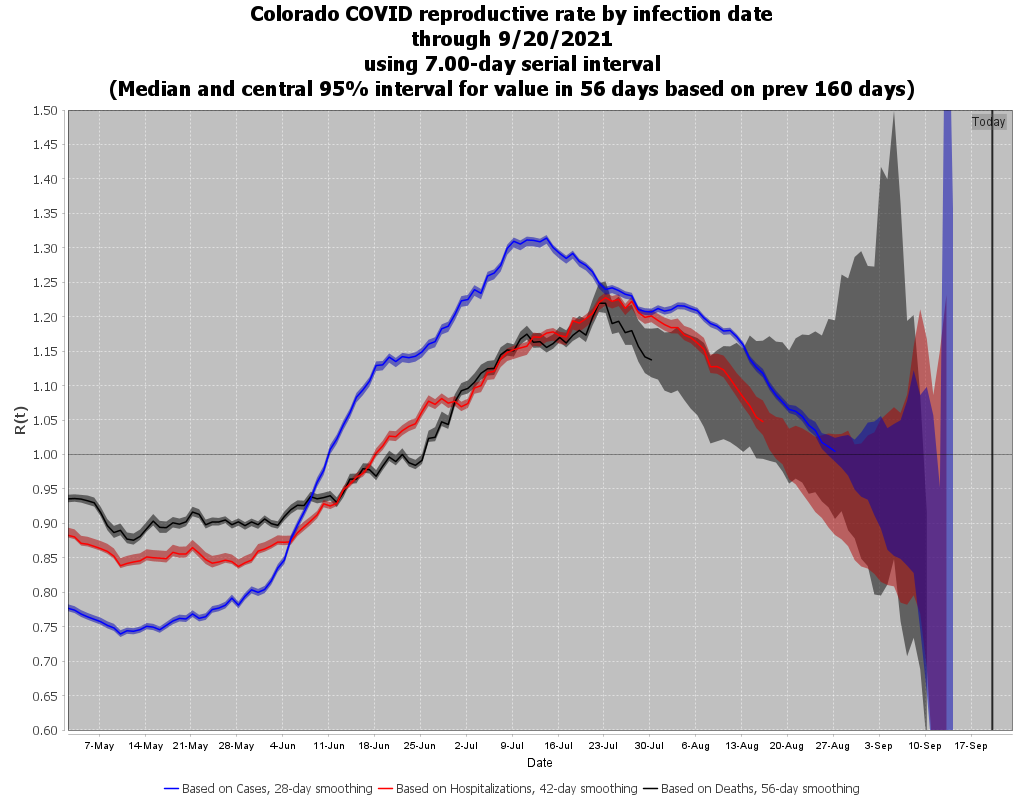 Colorado COVID reproductive rate by infection date
through 9/20/2021
using 7.00-day serial interval
(Median and central 95% interval for value in 56 days based on prev 160 days)
Today
1.50
1.45
1.40
1.35
1.30
1.25
1.20
1.15
1.10
1.05
1.00
0.95
0.90
0.85
0.80
0.75
0.70
0.65
0.60
R(t)
7-May 14-May 21-May 28-May 4-Jun 11-Jun 18-Jun 25-Jun 2-Jul 9-Jul 16-Jul 23-Jul 30-Jul 6-Aug 13-Aug 20-Aug 27-Aug 3-Sep 10-Sep 17-Sep
Date
Based on Cases, 28-day smoothing Based on Hospitalizations, 42-day smoothing Based on Deaths, 56-day smoothing